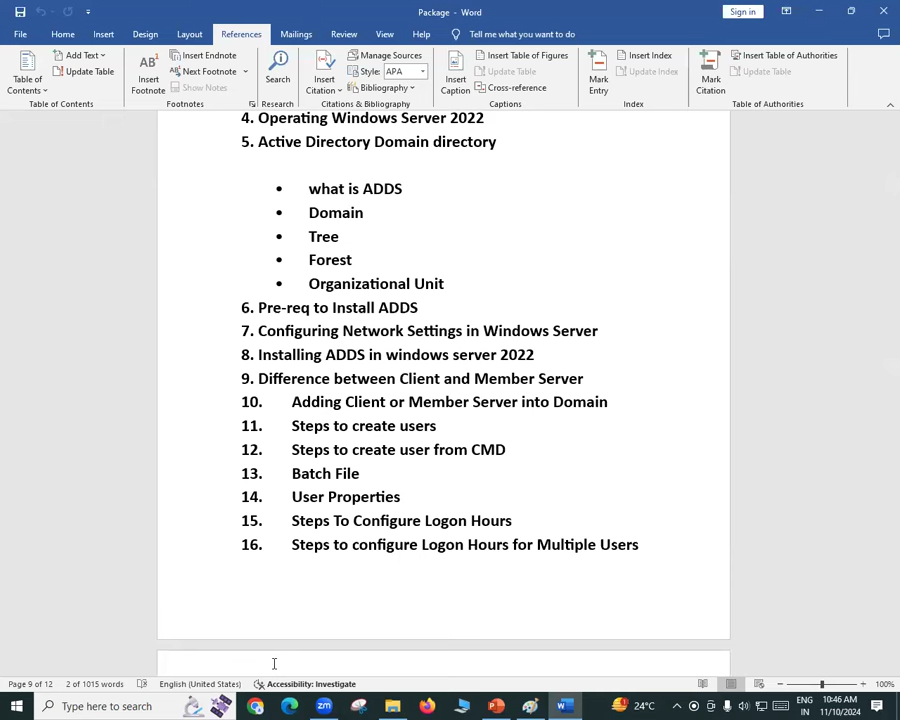 Package - Word
Sign in
File Home Insert Design Layout References Mailings Review View Help Tell me what you want to do
Table of Contents
Add Text
Update Table
Table of Contents
AB1
Insert Footnote
Insert Endnote
Next Footnote
Show Notes
Footnotes
Search
Research
Insert Citation
Manage Sources
Style: APA
Bibliography
Citations & Bibliography
Insert Caption
Insert Table of Figures
Update Table
Cross-reference
Captions
Mark Entry
Insert Index
Update Index
Index
Mark Citation
Insert Table of Authorities
Update Table
Table of Authorities
4. Operating Windows Server 2022
5. Active Directory Domain directory
• what is ADDS
• Domain
• Tree
• Forest
• Organizational Unit
6. Pre-req to Install ADDS
7. Configuring Network Settings in Windows Server
8. Installing ADDS in windows server 2022
9. Difference between Client and Member Server
10. Adding Client or Member Server into Domain
11. Steps to create users
12. Steps to create user from CMD
13. Batch File
14. User Properties
15. Steps To Configure Logon Hours
16. Steps to configure Logon Hours for Multiple Users
Page 9 of 12 2 of 1015 words English (United States) Accessibility: Investigate 100%
Type here to search
zm
24°C
ENG
IN
10:46 AM
11/10/2024